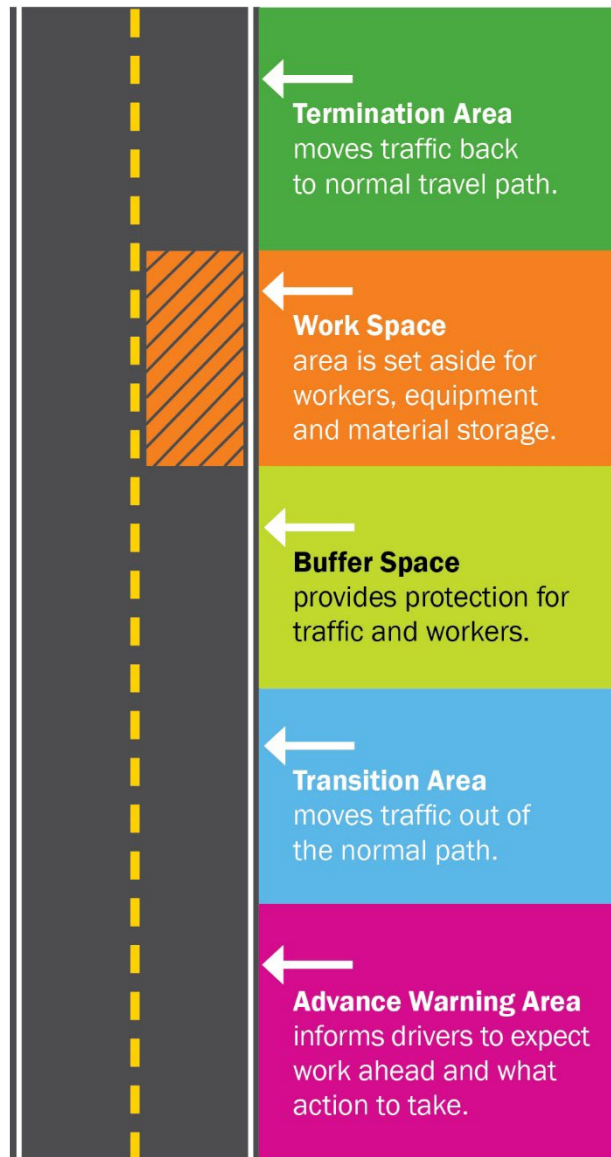 Termination Area
moves traffic back
to normal travel path.
Work Space
area is set aside for
workers, equipment
and material storage.
Buffer Space
provides protection for
traffic and workers.
Transition Area
moves traffic out of
the normal path.
Advance Warning Area
informs drivers to expect
work ahead and what
action to take.